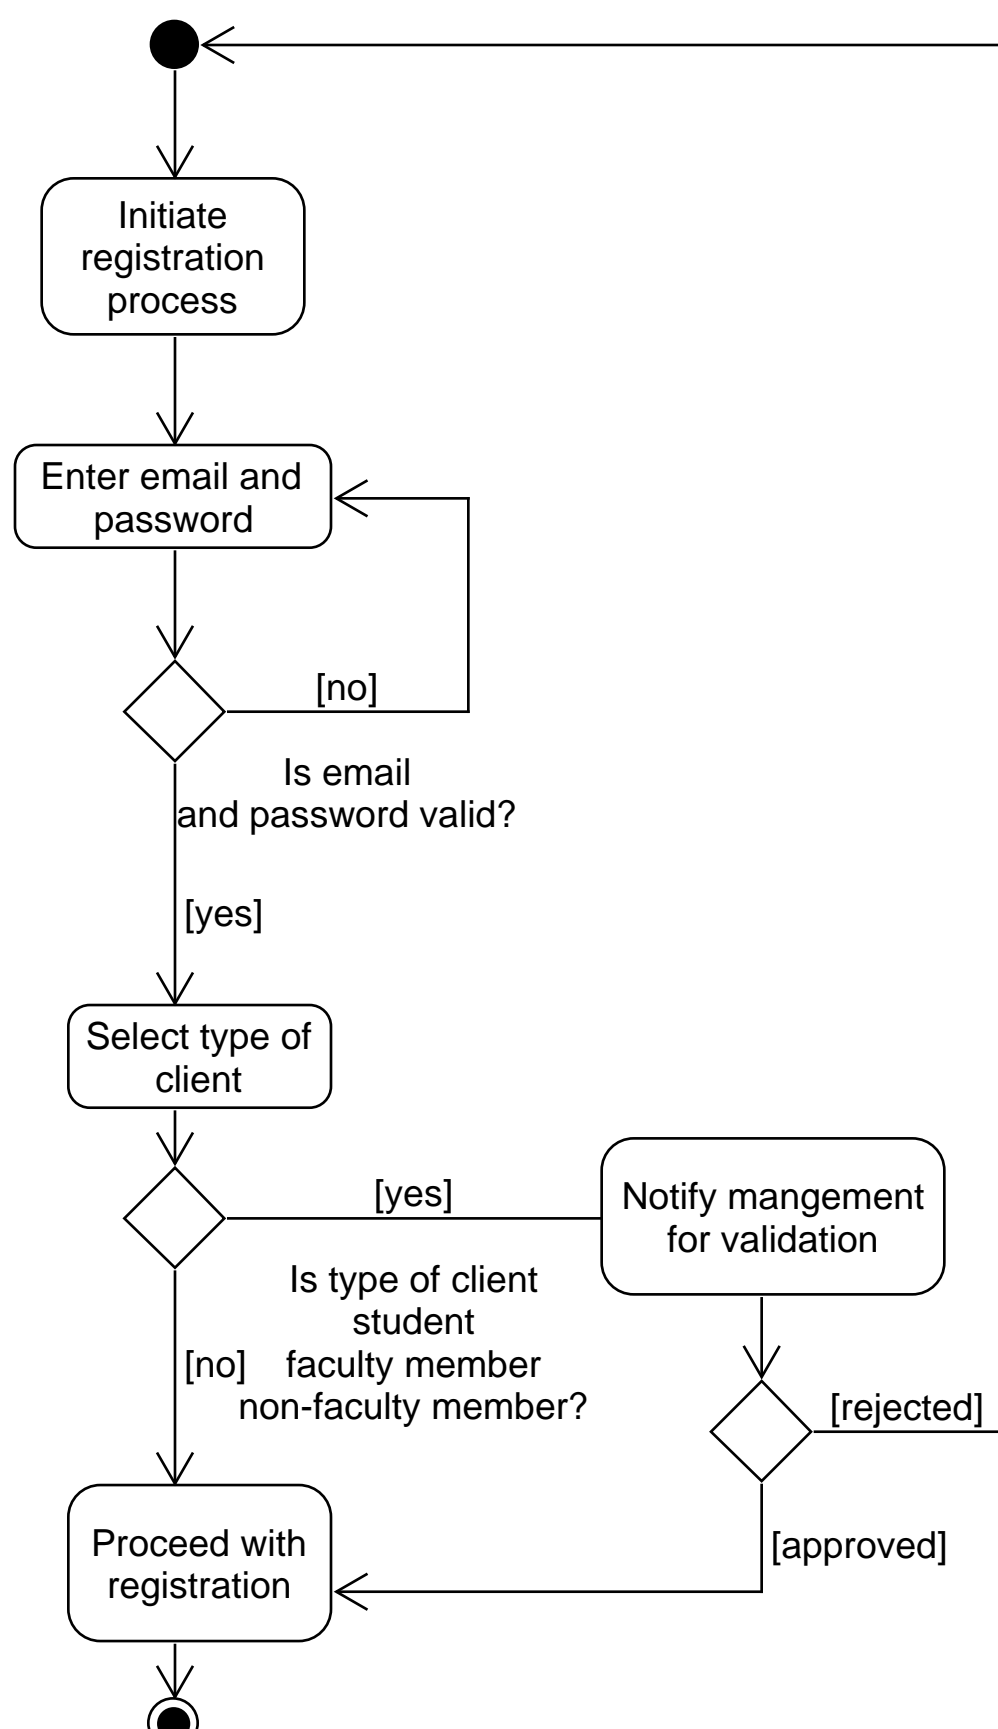 Initiate
registration
process
Enter email and
password
[no]
Is email
and password valid?
[yes]
Select type of
client
[yes]
Notify mangement
for validation
Is type of client
student
[no] faculty member
non-faculty member?
[rejected]
Proceed with
registration
[approved]